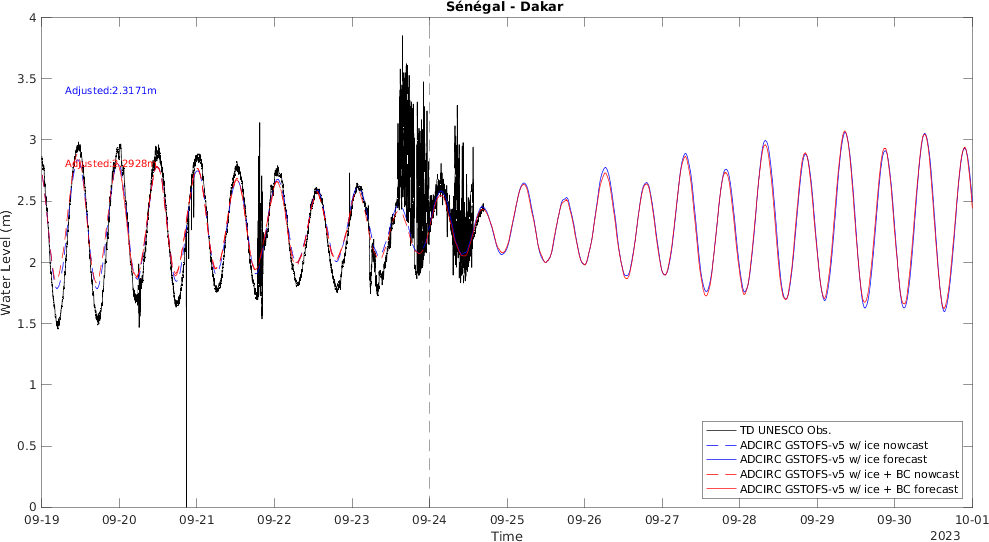 Sénégal - Dakar
4
3.5
3
2.5
2
1.5
1
0.5
0
Water Level (m)
Adjusted:2.3171m
Adjusted:2.2928m
TD UNESCO Obs.
ADCIRC GSTOFS-v5 w/ ice nowcast
ADCIRC GSTOFS-v5 w/ ice forecast
ADCIRC GSTOFS-v5 w/ ice + BC nowcast
ADCIRC GSTOFS-v5 w/ ice + BC forecast
09-19 09-20 09-21 09-22 09-23 09-24 09-25 09-26 09-27 09-28 09-29 09-30 10-01
Time
2023